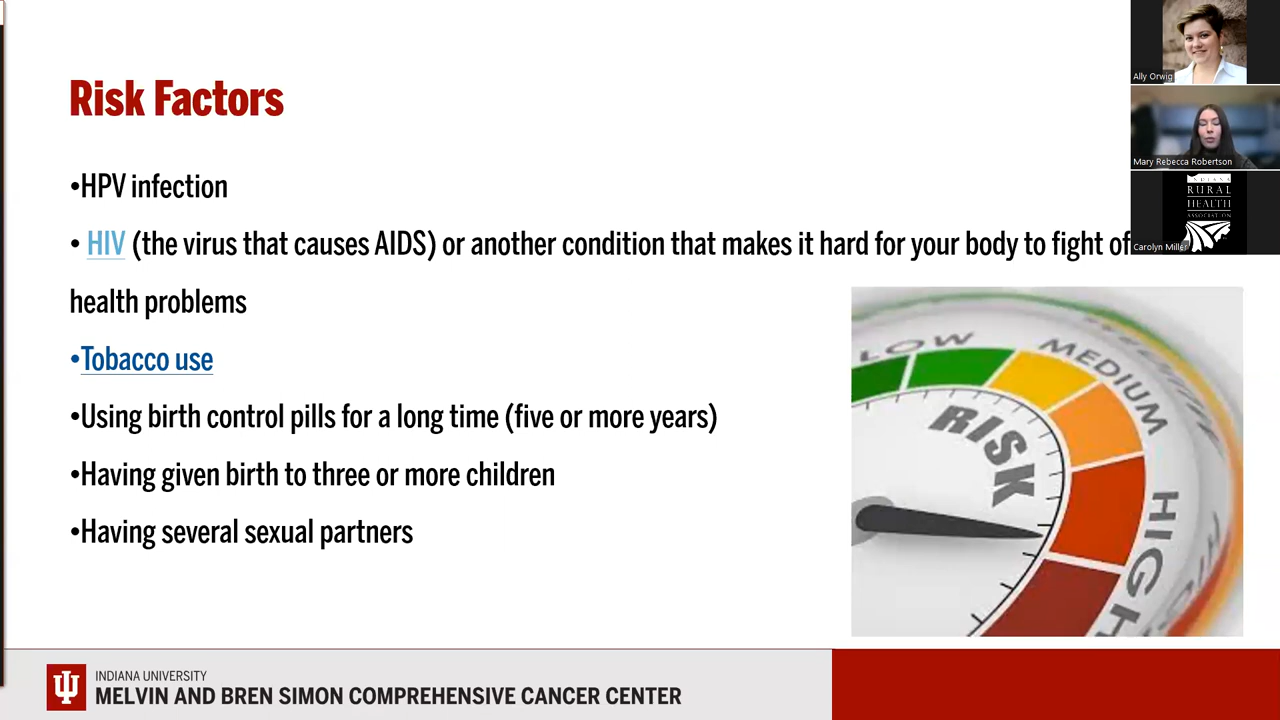 Risk Factors
•HPV infection
• HIV (the virus that causes AIDS) or another condition that makes it hard for your body to fight of
health problems
•Tobacco use
•Using birth control pills for a long time (five or more years)
•Having given birth to three or more children
•Having several sexual partners
LOW
MEDIUM
HIGH
RISK
INDIANA UNIVERSITY
MELVIN AND BREN SIMON COMPREHENSIVE CANCER CENTER
Ally Orwig
Mary Rebecca Robertson
INDIANA
RURAL
HEALTH
ASSOCIATION
Carolyn Miller